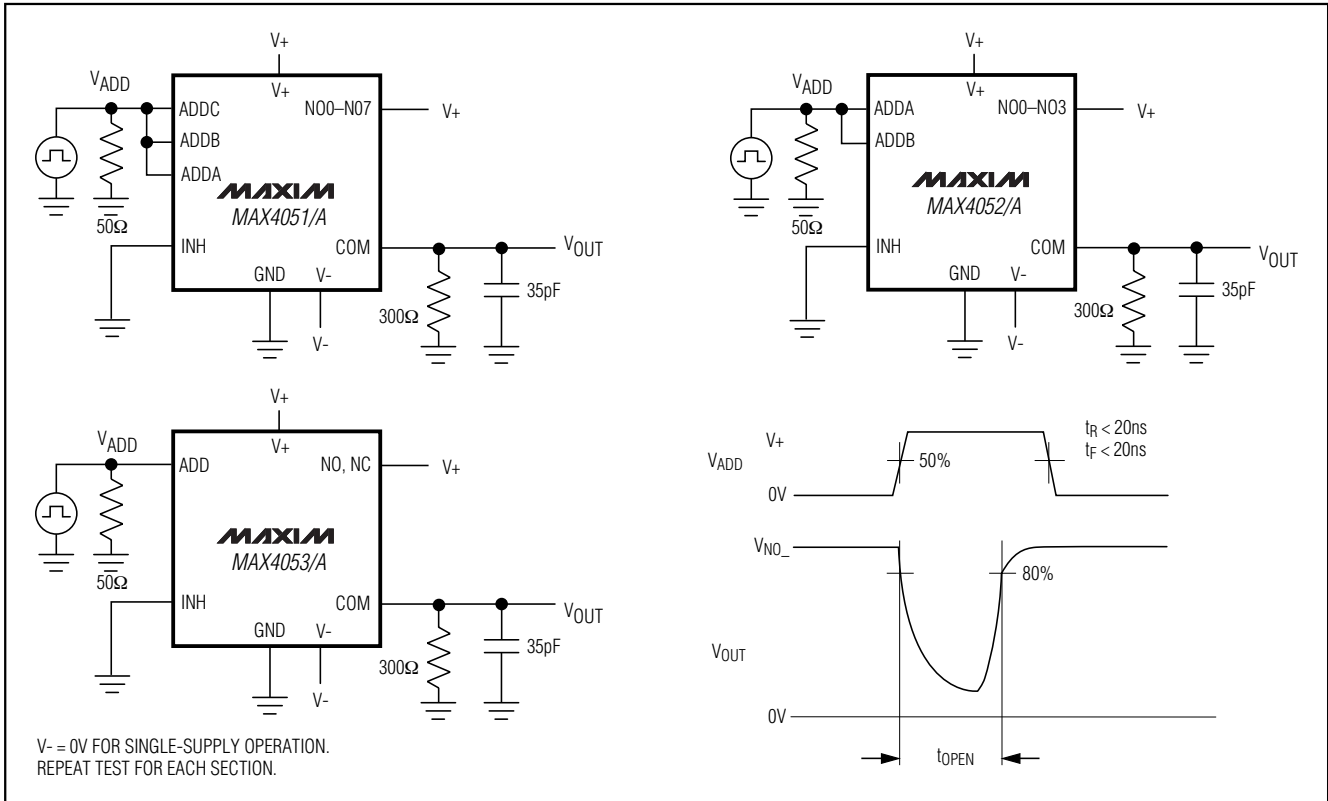 V+
V+
VADD
ADDC
ADDB
ADDA
NO0–N07
V+
MAXIM
MAX4051/A
50Ω
INH
COM
VOUT
GND
V-
300Ω
35pF
V-
V+
V+
VADD
ADDA
ADDB
NO0–NO3
V+
MAXIM
MAX4052/A
50Ω
INH
COM
VOUT
GND
V-
300Ω
35pF
V-
V+
V+
VADD
ADD
NO, NC
V+
MAXIM
MAX4053/A
50Ω
INH
COM
VOUT
GND
V-
300Ω
35pF
V-
V- = 0V FOR SINGLE-SUPPLY OPERATION.
REPEAT TEST FOR EACH SECTION.
V+
VADD
0V
50%
tR < 20ns
tF < 20ns
VNO_
80%
VOUT
0V
tOPEN